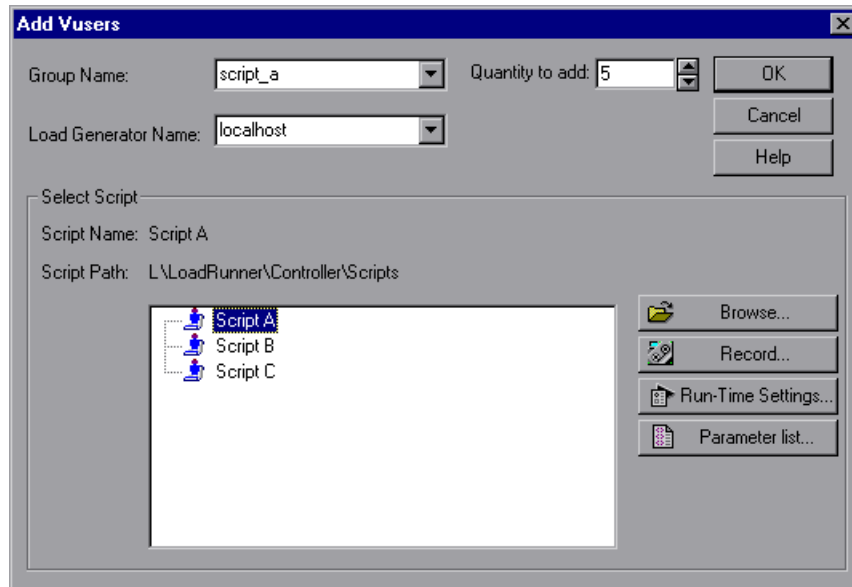 Add Vusers
Group Name: script_a Quantity to add: 5 OK
Cancel
Load Generator Name: localhost
Help
Select Script
Script Name: Script A
Script Path: L\LoadRunner\Controller\Scripts
Script A Browse...
Script B Record...
Script C Run-Time Settings...
Parameter list...